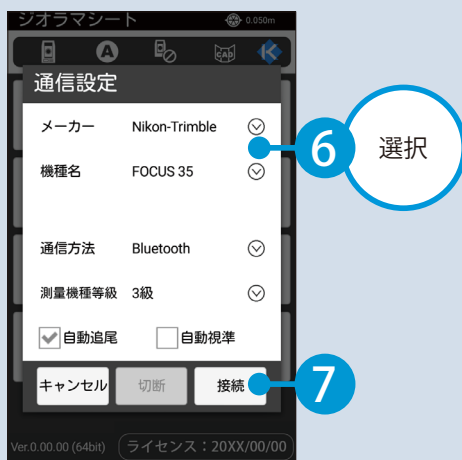 ジオラマシート 0.050m
A CAD
通信設定
メーカー Nikon-Trimble
機種名 FOCUS 35
6 選択
通信方法 Bluetooth
測量機種等級 3級
自動追尾 自動視準
キャンセル 切断 接続 7
Ver.0.00.00 (64bit) ライセンス：20XX/00/00